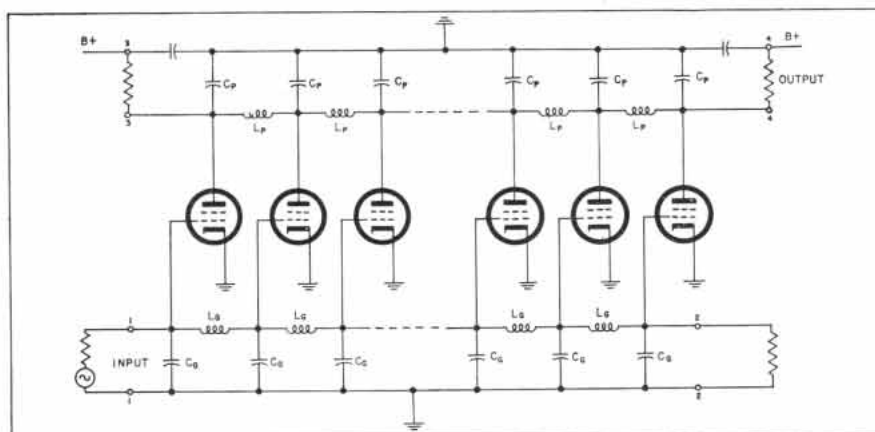 B+ 3 4 B+
Cp Cp Cp Cp Cp Cp OUTPUT
3 Lp Lp Lp Lp 4
1 LG LG LG LG 2
INPUT CG CG CG CG CG CG
1 2